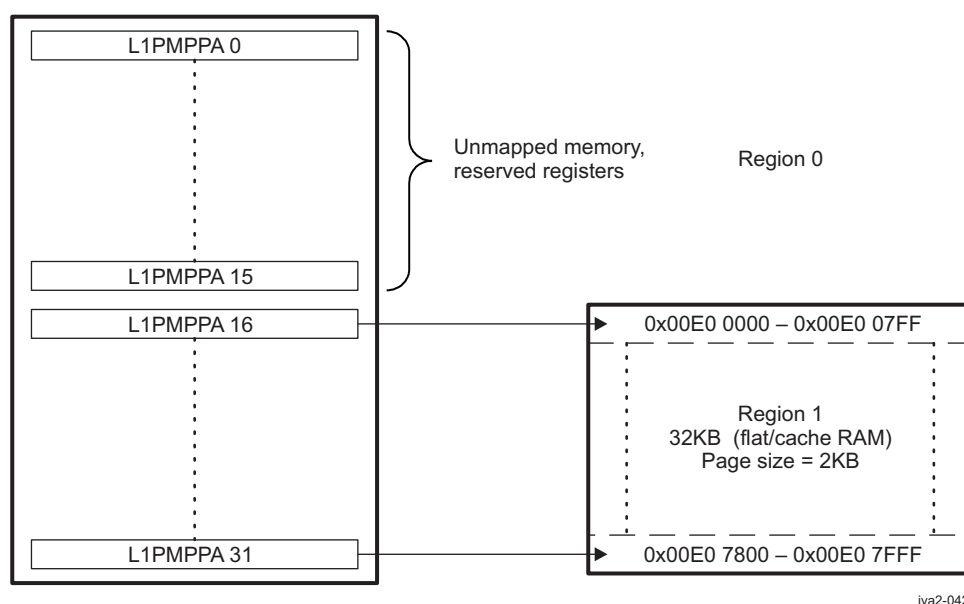 L1PMPPA 0
Unmapped memory,
reserved registers
Region 0
L1PMPPA 15
L1PMPPA 16
0x00E0 0000 – 0x00E0 07FF
Region 1
32KB (flat/cache RAM)
Page size = 2KB
L1PMPPA 31
0x00E0 7800 – 0x00E0 7FFF